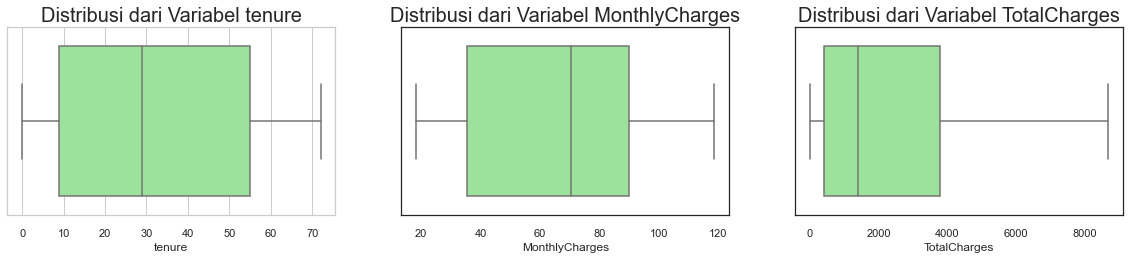 Distribusi dari Variabel tenure
0 10 20 30 40 50 60 70
tenure
Distribusi dari Variabel MonthlyCharges
20 40 60 80 100 120
MonthlyCharges
Distribusi dari Variabel TotalCharges
0 2000 4000 6000 8000
TotalCharges